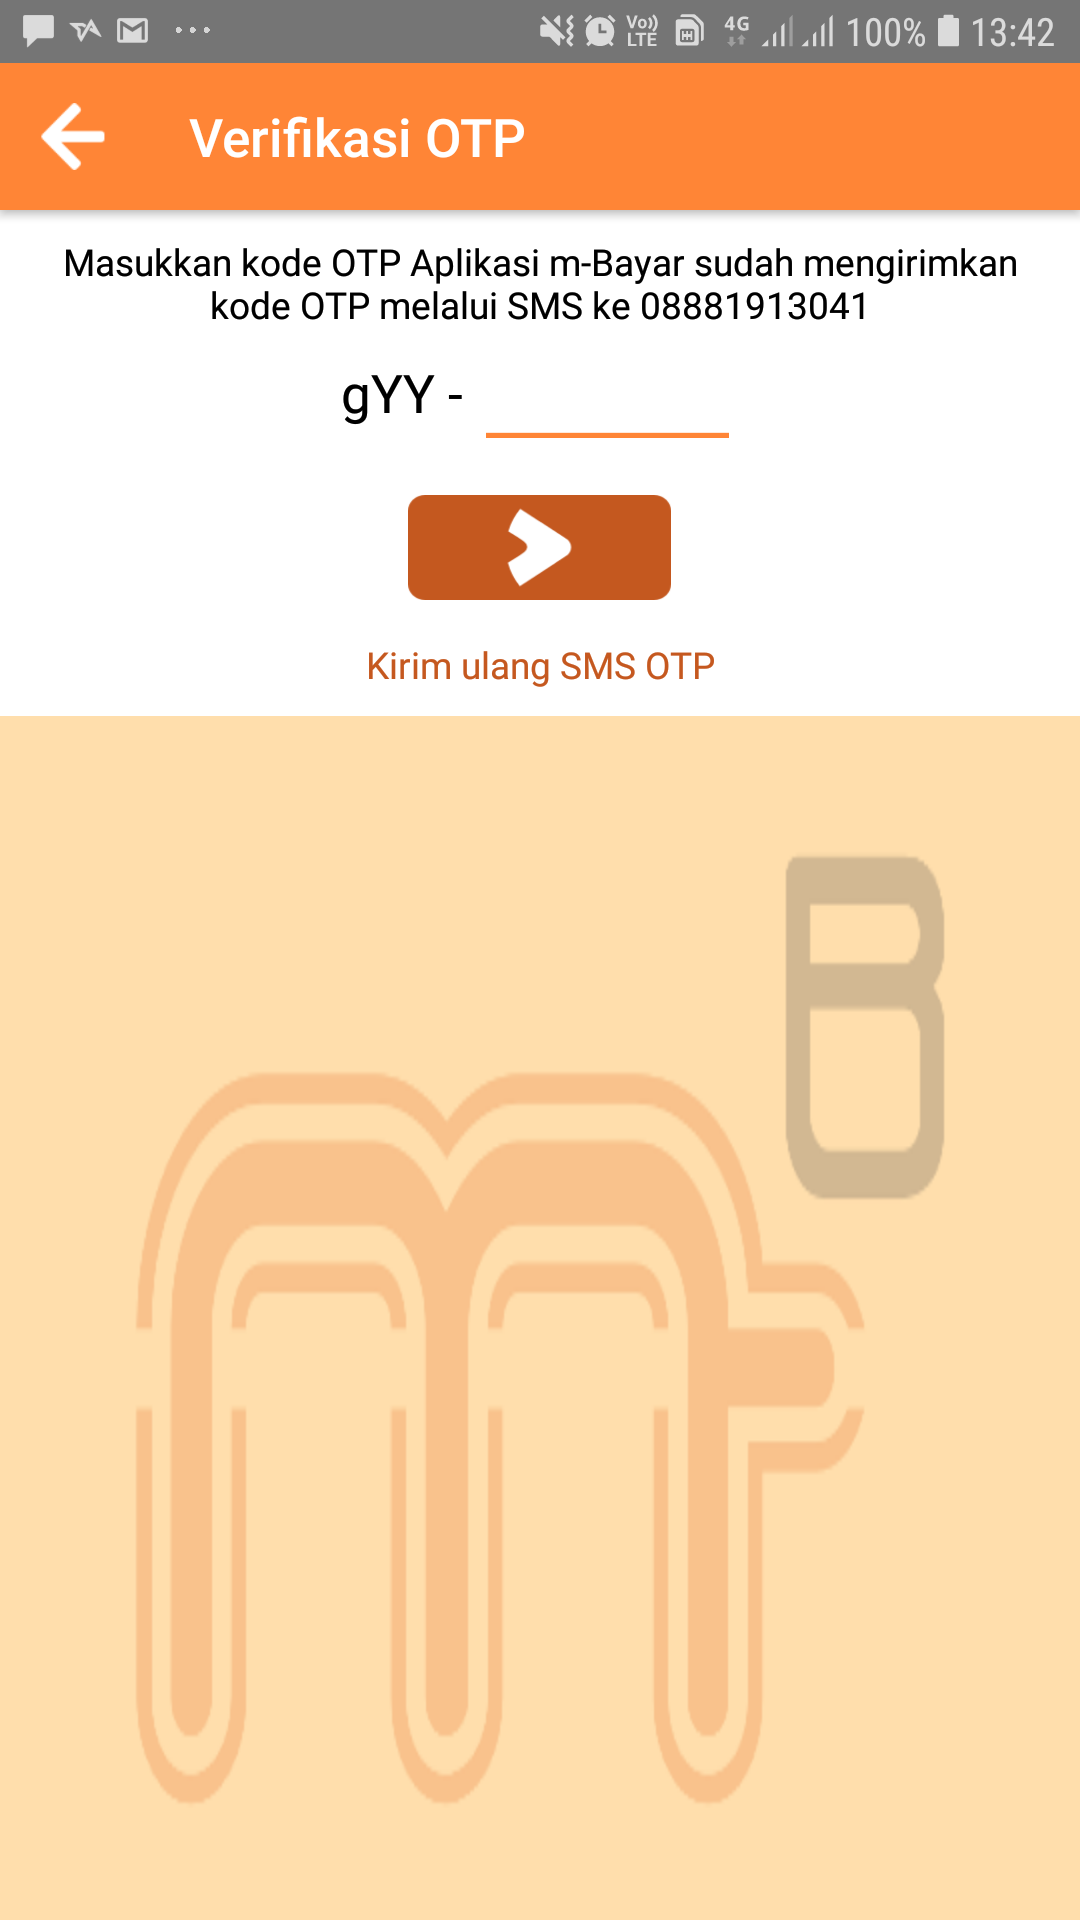 Vo)) LTE 4G 100% 13:42
Verifikasi OTP
Masukkan kode OTP Aplikasi m-Bayar sudah mengirimkan
kode OTP melalui SMS ke 08881913041
gYY -
Kirim ulang SMS OTP
B
m